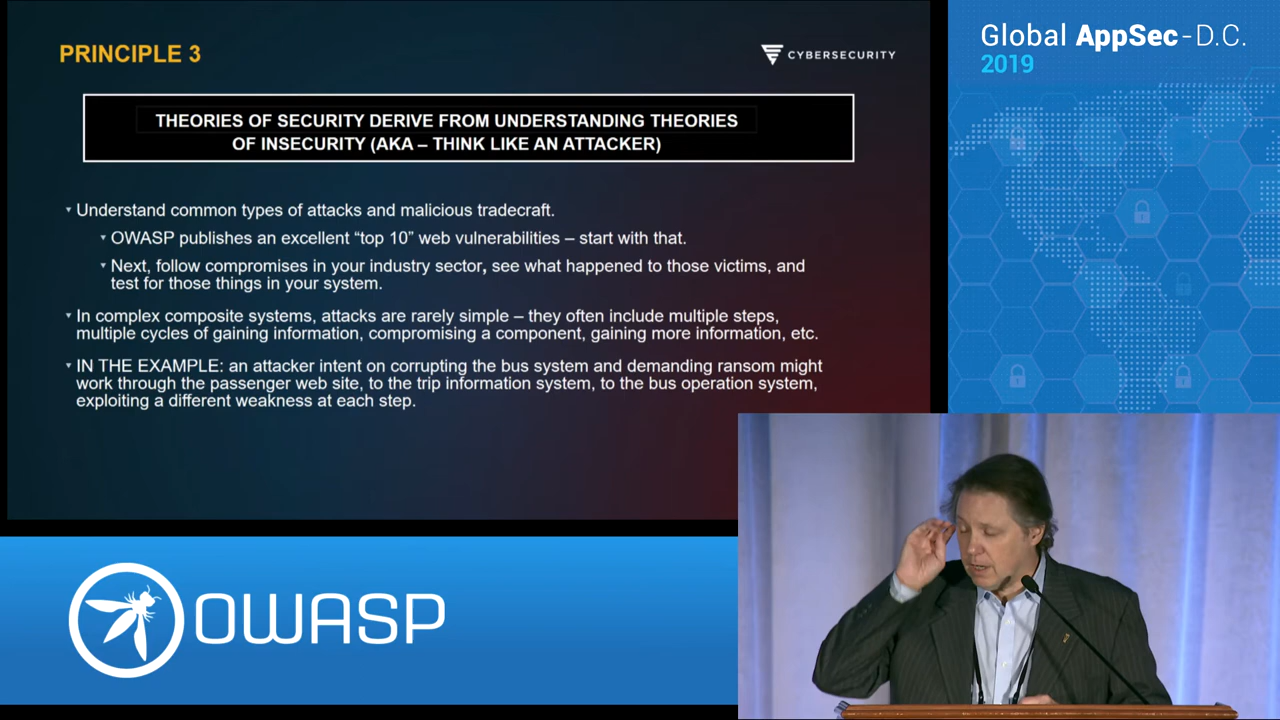 PRINCIPLE 3
CYBERSECURITY
THEORIES OF SECURITY DERIVE FROM UNDERSTANDING THEORIES
OF INSECURITY (AKA – THINK LIKE AN ATTACKER)
Understand common types of attacks and malicious tradecraft.
OWASP publishes an excellent “top 10” web vulnerabilities – start with that.
Next, follow compromises in your industry sector, see what happened to those victims, and
test for those things in your system.
In complex composite systems, attacks are rarely simple – they often include multiple steps,
multiple cycles of gaining information, compromising a component, gaining more information, etc.
IN THE EXAMPLE: an attacker intent on corrupting the bus system and demanding ransom might
work through the passenger web site, to the trip information system, to the bus operation system,
exploiting a different weakness at each step.
Global AppSec - D.C.
2019
OWASP